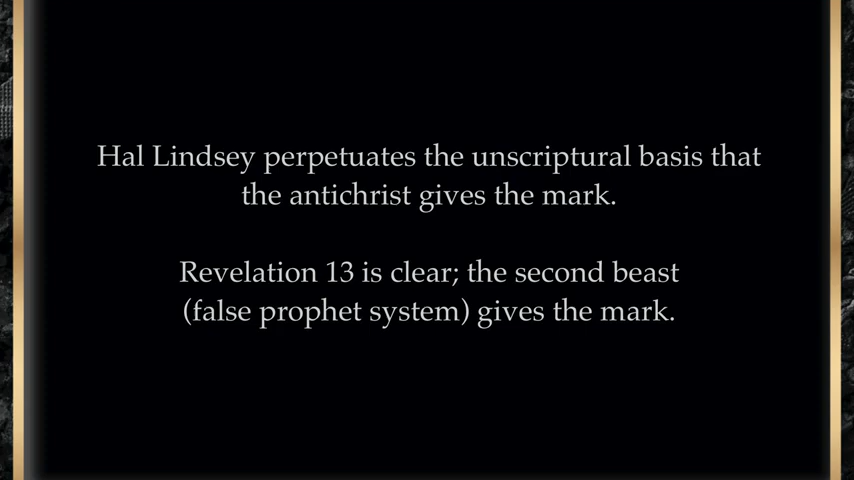 Hal Lindsey perpetuates the unscriptural basis that
the antichrist gives the mark.
Revelation 13 is clear; the second beast
(false prophet system) gives the mark.